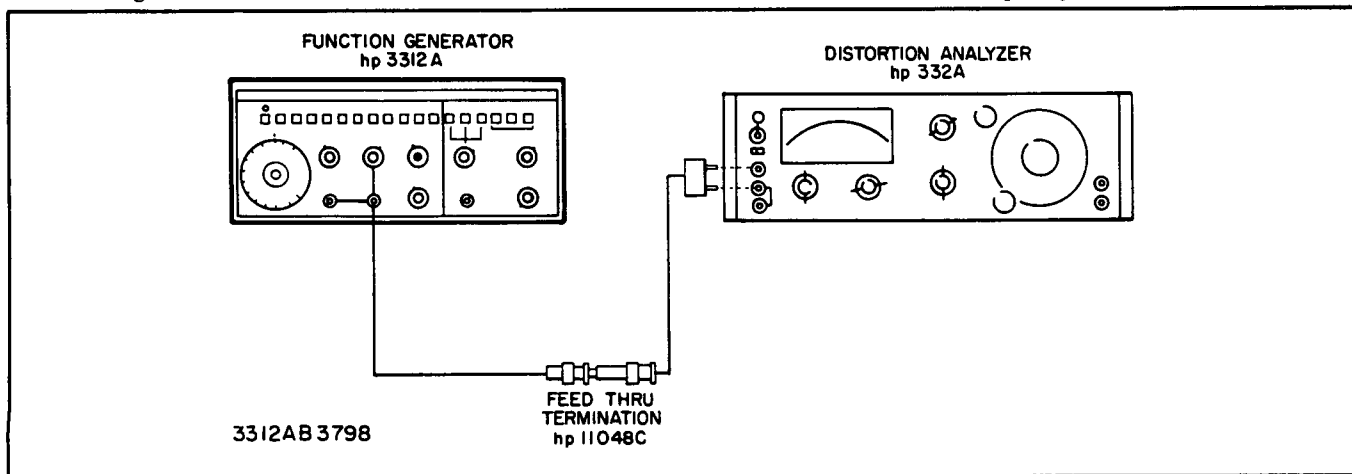 FUNCTION GENERATOR
hp 3312A
DISTORTION ANALYZER
hp 332A
FEED THRU
TERMINATION
hp 11048C
3312AB3798